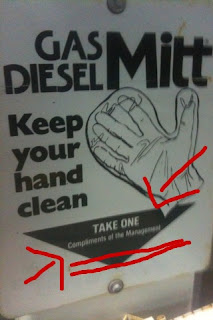 GAS
DIESEL Mitt
Keep
your
hand
clean
TAKE ONE
Compliments of the Management